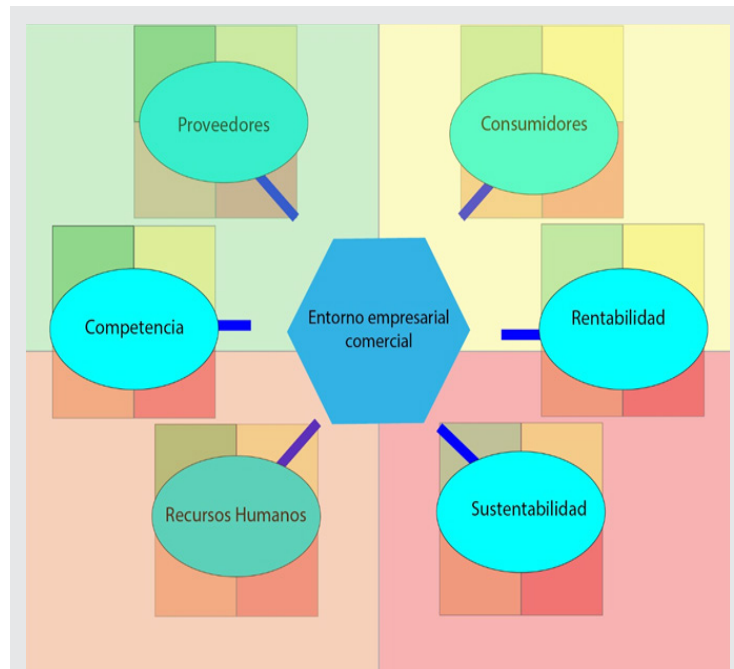 Proveedores
Consumidores
Competencia
Entorno empresarial
comercial
Rentabilidad
Recursos Humanos
Sustentabilidad